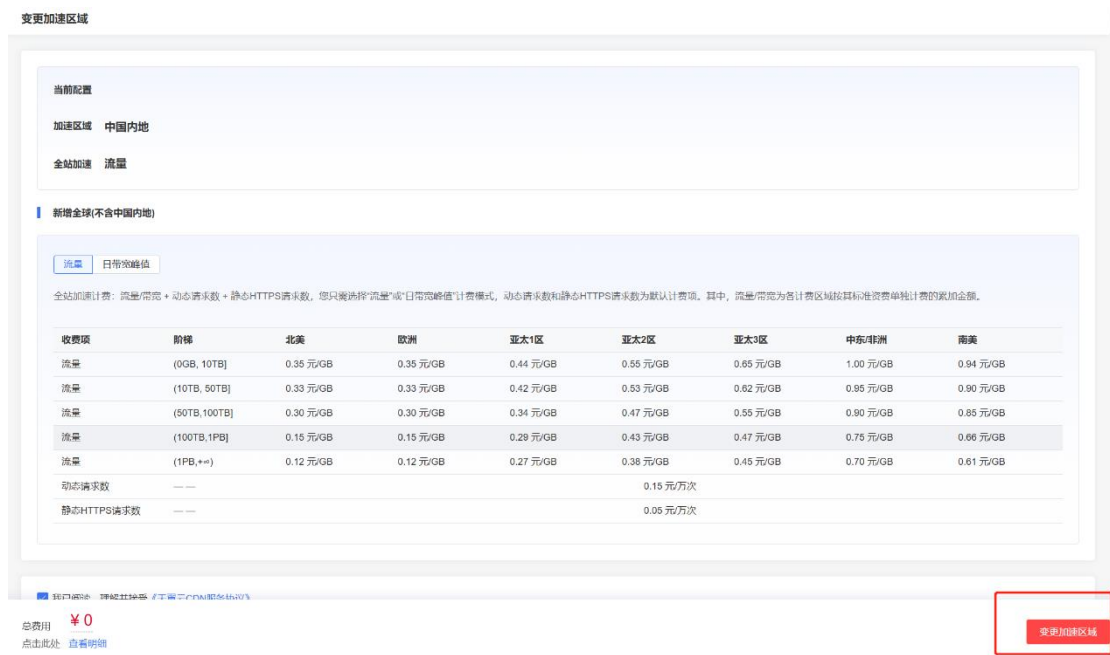 变更加速区域
当前配置
加速区域 中国内地
全站加速 流量
新增全球(不含中国内地)
流量 日带宽峰值
全站加速计费：流量/带宽 + 动态请求数 + 静态HTTPS请求数，您只需选择“流量”或“日带宽峰值”计费模式，动态请求数和静态HTTPS请求数为默认计费项。其中，流量/带宽为各计费区域按其标准资费单独计费的累加金额。
收费项 阶梯 北美 欧洲 亚太1区 亚太2区 亚太3区 中东/非洲 南美
流量 (0GB, 10TB] 0.35 元/GB 0.35 元/GB 0.44 元/GB 0.55 元/GB 0.65 元/GB 1.00 元/GB 0.94 元/GB
流量 (10TB, 50TB] 0.33 元/GB 0.33 元/GB 0.42 元/GB 0.53 元/GB 0.62 元/GB 0.95 元/GB 0.90 元/GB
流量 (50TB,100TB] 0.30 元/GB 0.30 元/GB 0.34 元/GB 0.47 元/GB 0.55 元/GB 0.90 元/GB 0.85 元/GB
流量 (100TB,1PB] 0.15 元/GB 0.15 元/GB 0.29 元/GB 0.43 元/GB 0.47 元/GB 0.75 元/GB 0.66 元/GB
流量 (1PB,+∞) 0.12 元/GB 0.12 元/GB 0.27 元/GB 0.38 元/GB 0.45 元/GB 0.70 元/GB 0.61 元/GB
动态请求数 —— 0.15 元/万次
静态HTTPS请求数 —— 0.05 元/万次
我已阅读，理解并接受《天翼云CDN服务协议》
总费用 ¥ 0
点击此处 查看明细
变更加速区域